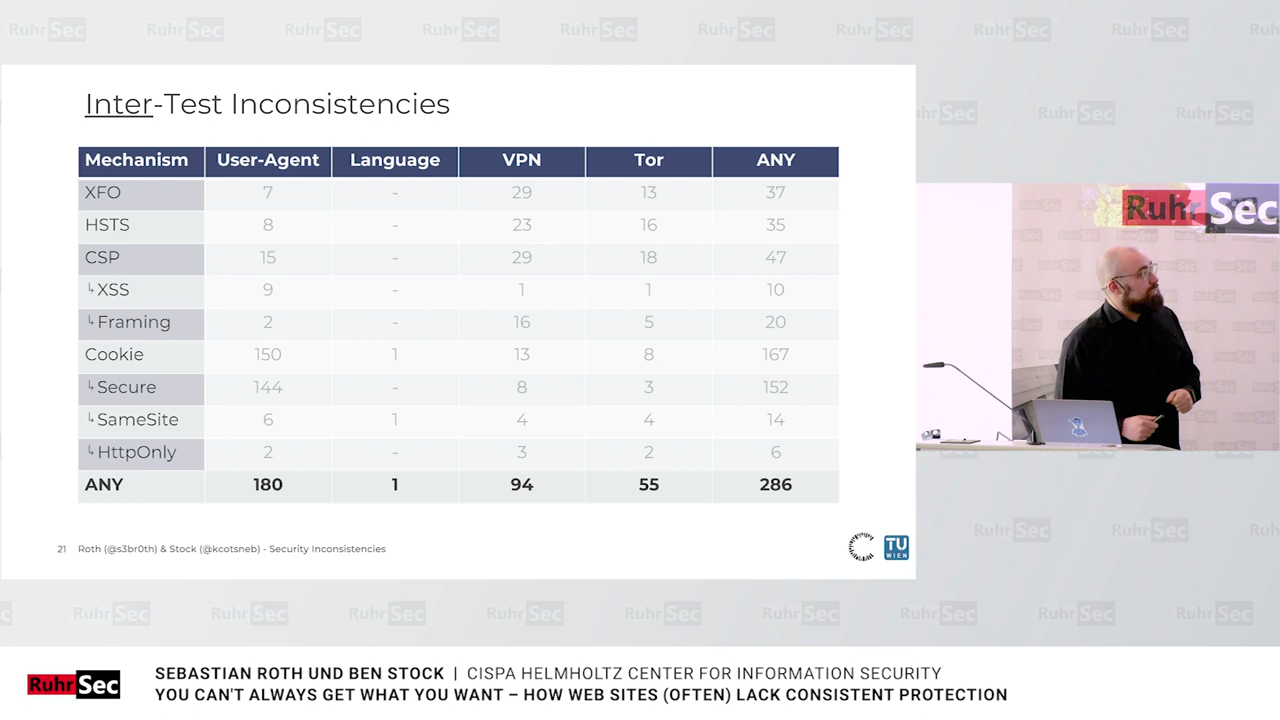 Inter-Test Inconsistencies
Mechanism User-Agent Language VPN Tor ANY
XFO 7 - 29 13 37
HSTS 8 - 23 16 35
CSP 15 - 29 18 47
↳XSS 9 - 1 1 10
↳Framing 2 - 16 5 20
Cookie 150 1 13 8 167
↳Secure 144 - 8 3 152
↳SameSite 6 1 4 4 14
↳HttpOnly 2 - 3 2 6
ANY 180 1 94 55 286
21 Roth (@s3br0th) & Stock (@kcotsneb) - Security Inconsistencies
TU
WIEN
RuhrSec
RuhrSec
SEBASTIAN ROTH UND BEN STOCK | CISPA HELMHOLTZ CENTER FOR INFORMATION SECURITY
YOU CAN'T ALWAYS GET WHAT YOU WANT – HOW WEB SITES (OFTEN) LACK CONSISTENT PROTECTION